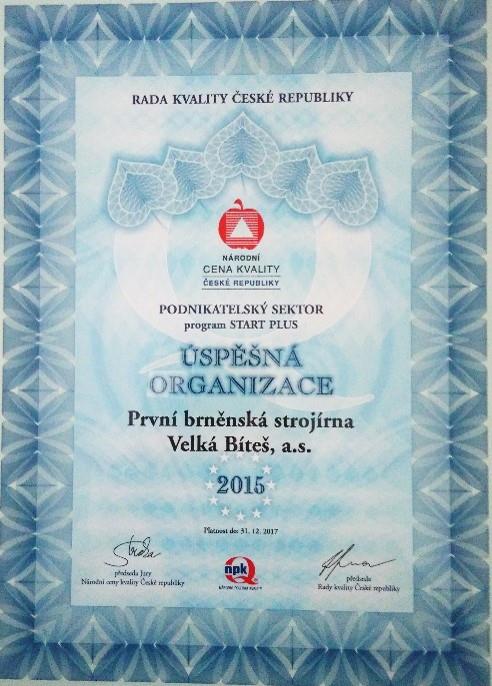 RADA KVALITY ČESKÉ REPUBLIKY
NÁRODNÍ
CENA KVALITY
ČESKÉ REPUBLIKY
PODNIKATELSKÝ SEKTOR
program START PLUS
ÚSPĚŠNÁ
ORGANIZACE
První brněnská strojírna
Velká Bíteš, a.s.
2015
Platnost do: 31. 12. 2017
předseda Jury
Národní ceny kvality České republiky
npk
předseda
Rady kvality České republiky